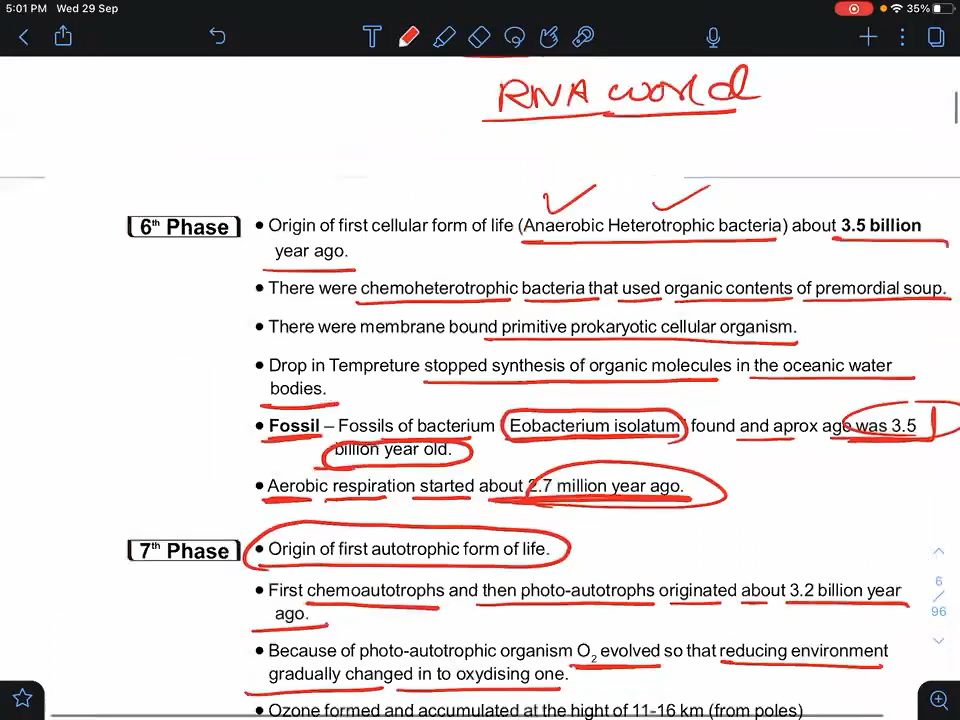 5:01 PM Wed 29 Sep
35%
RNA world
6th Phase
• Origin of first cellular form of life (Anaerobic Heterotrophic bacteria) about 3.5 billion
year ago.
• There were chemoheterotrophic bacteria that used organic contents of premordial soup.
• There were membrane bound primitive prokaryotic cellular organism.
• Drop in Tempreture stopped synthesis of organic molecules in the oceanic water
bodies.
• Fossil – Fossils of bacterium Eobacterium isolatum found and aprox age was 3.5
billion year old.
• Aerobic respiration started about 2.7 million year ago.
7th Phase
• Origin of first autotrophic form of life.
• First chemoautotrophs and then photo-autotrophs originated about 3.2 billion year
ago.
• Because of photo-autotrophic organism O2 evolved so that reducing environment
gradually changed in to oxydising one.
• Ozone formed and accumulated at the hight of 11-16 km (from poles)
6
/
96